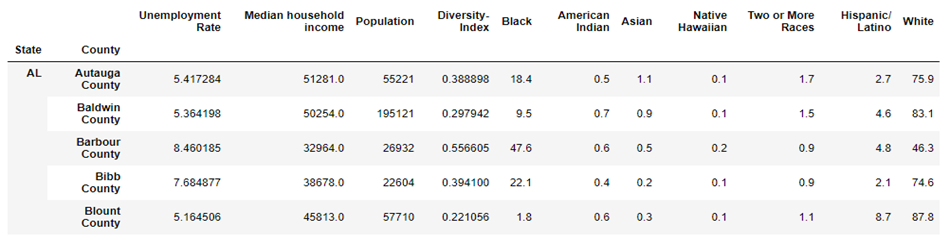 Unemployment Rate Median household income Population Diversity-Index Black American Indian Asian Native Hawaiian Two or More Races Hispanic/Latino White
State County
AL Autauga County 5.417284 51281.0 55221 0.388898 18.4 0.5 1.1 0.1 1.7 2.7 75.9
Baldwin County 5.364198 50254.0 195121 0.297942 9.5 0.7 0.9 0.1 1.5 4.6 83.1
Barbour County 8.460185 32964.0 26932 0.556605 47.6 0.6 0.5 0.2 0.9 4.8 46.3
Bibb County 7.684877 38678.0 22604 0.394100 22.1 0.4 0.2 0.1 0.9 2.1 74.6
Blount County 5.164506 45813.0 57710 0.221056 1.8 0.6 0.3 0.1 1.1 8.7 87.8